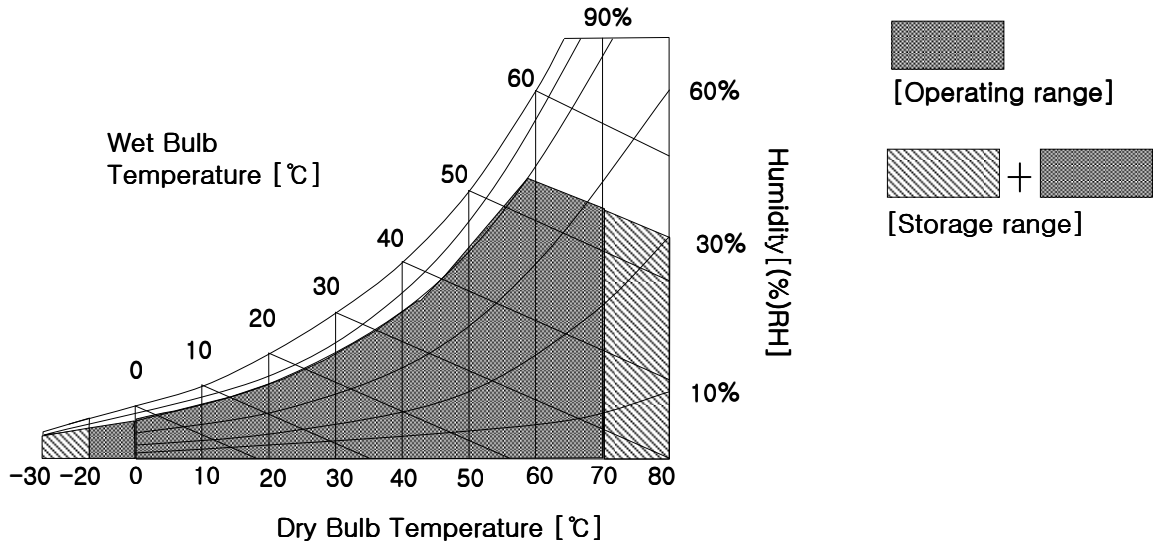 90%
60
60%
[Operating range]
Wet Bulb
Temperature [℃]
50
Humidity[(%)RH]
+
[Storage range]
40
30%
30
20
10
0
10%
-30 -20 0 10 20 30 40 50 60 70 80
Dry Bulb Temperature [℃]